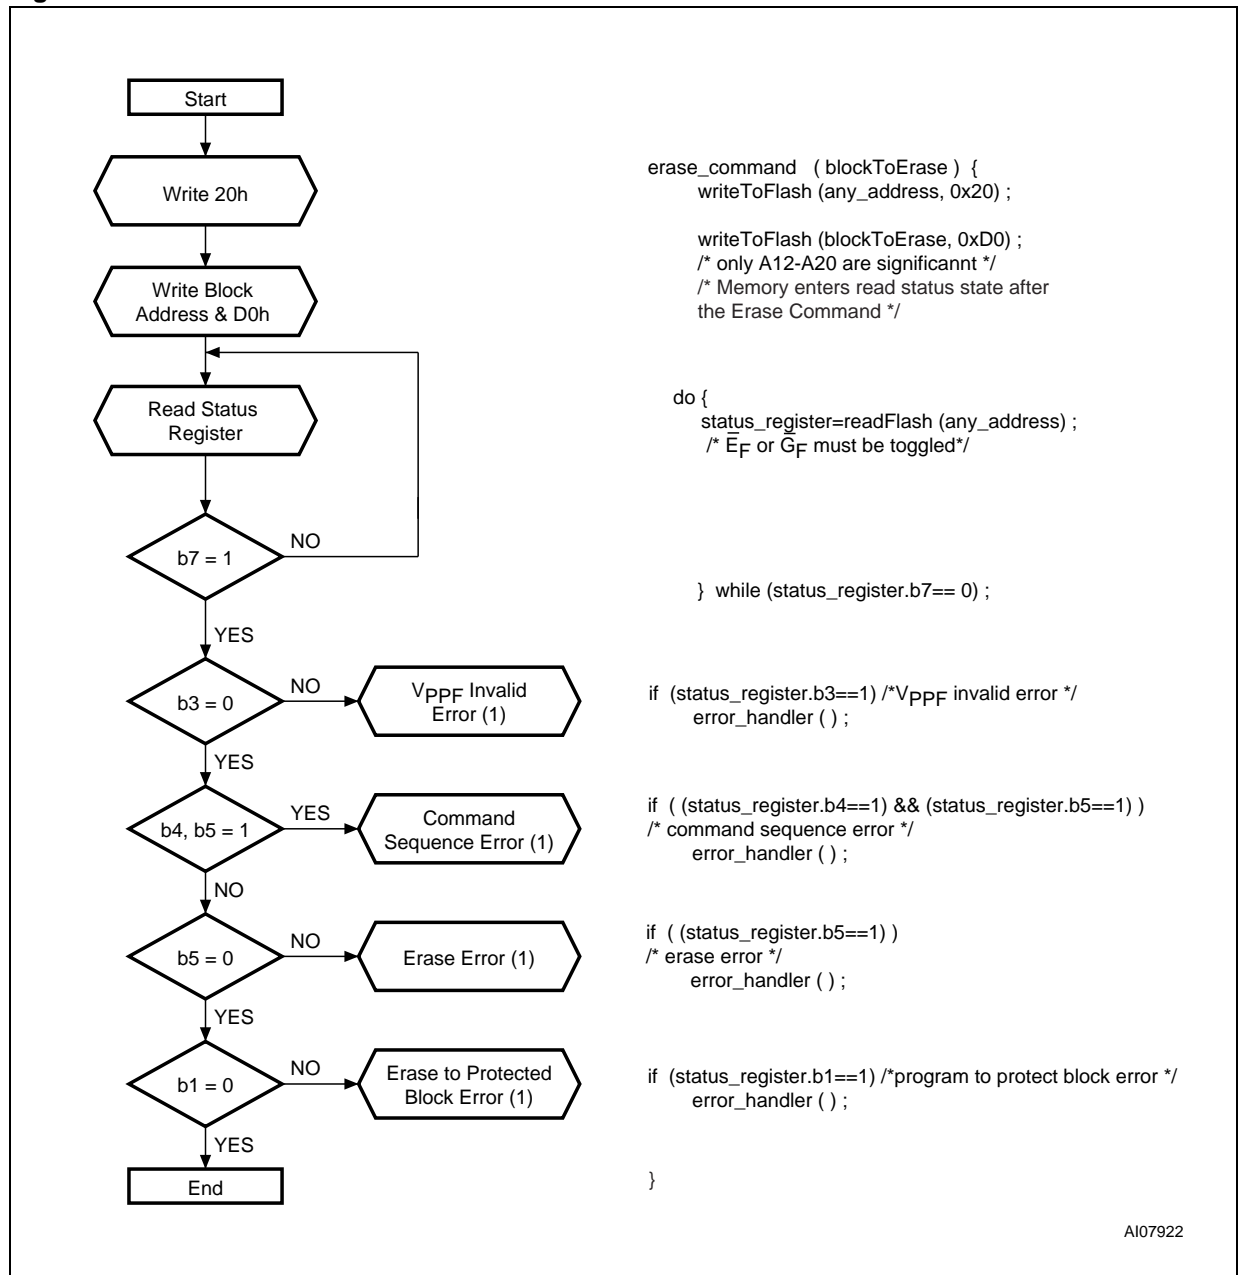 Start
Write 20h
Write Block
Address & D0h
Read Status
Register
b7 = 1
NO
YES
b3 = 0
NO
VPPF Invalid
Error (1)
YES
b4, b5 = 1
YES
Command
Sequence Error (1)
NO
b5 = 0
NO
Erase Error (1)
YES
b1 = 0
NO
Erase to Protected
Block Error (1)
YES
End
erase_command ( blockToErase ) {
writeToFlash (any_address, 0x20) ;
writeToFlash (blockToErase, 0xD0) ;
/* only A12-A20 are significannt */
/* Memory enters read status state after
the Erase Command */
do {
status_register=readFlash (any_address) ;
/* E̅F or G̅F must be toggled*/
} while (status_register.b7== 0) ;
if (status_register.b3==1) /*VPPF invalid error */
error_handler ( ) ;
if ( (status_register.b4==1) && (status_register.b5==1) )
/* command sequence error */
error_handler ( ) ;
if ( (status_register.b5==1) )
/* erase error */
error_handler ( ) ;
if (status_register.b1==1) /*program to protect block error */
error_handler ( ) ;
}
AI07922